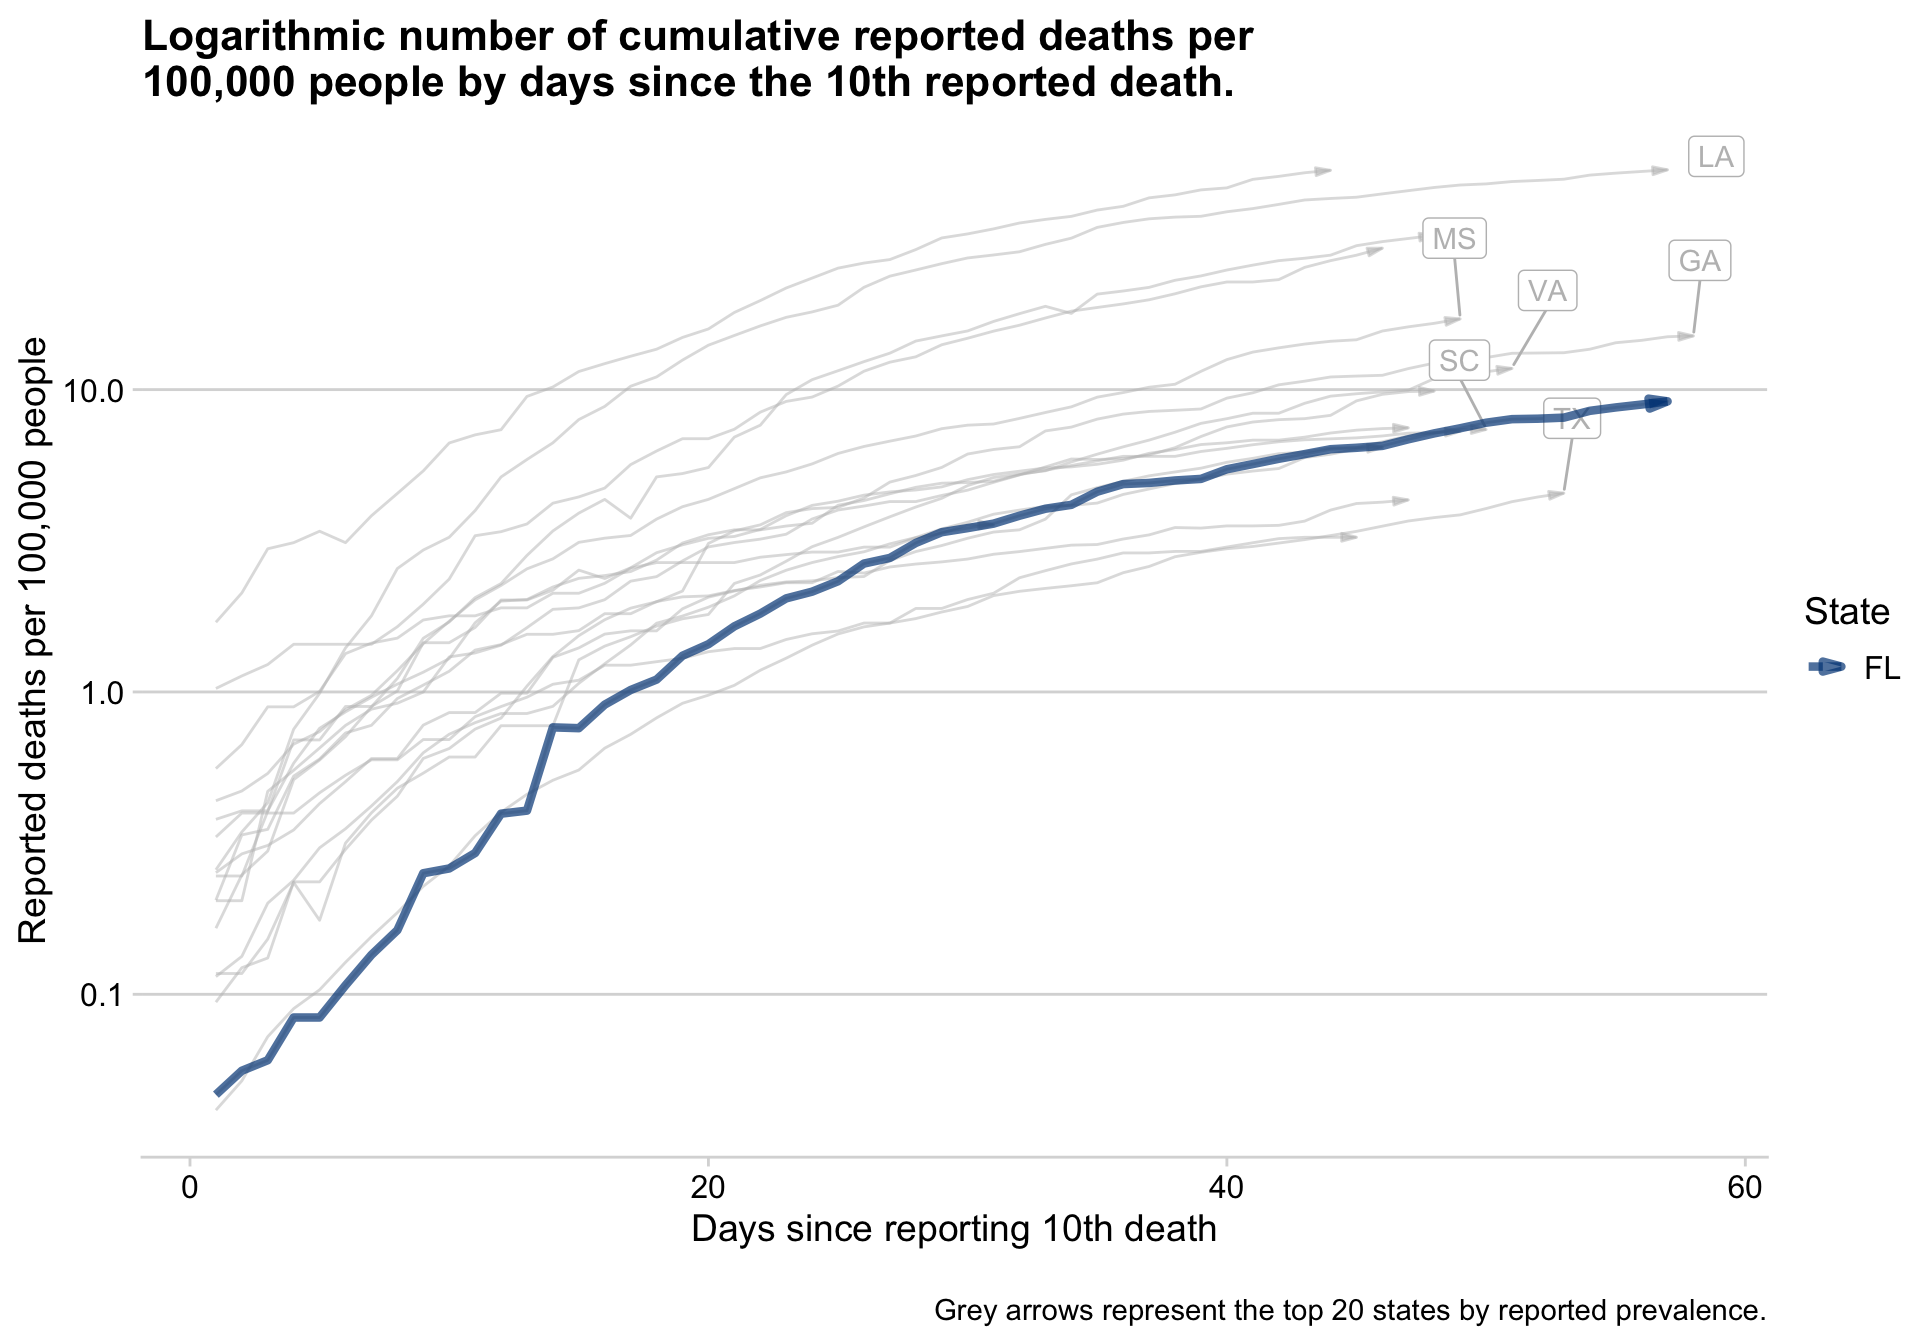 Logarithmic number of cumulative reported deaths per
100,000 people by days since the 10th reported death.
LA
MS
GA
VA
SC
TX
Reported deaths per 100,000 people
10.0
1.0
0.1
State
FL
0
20
40
60
Days since reporting 10th death
Grey arrows represent the top 20 states by reported prevalence.